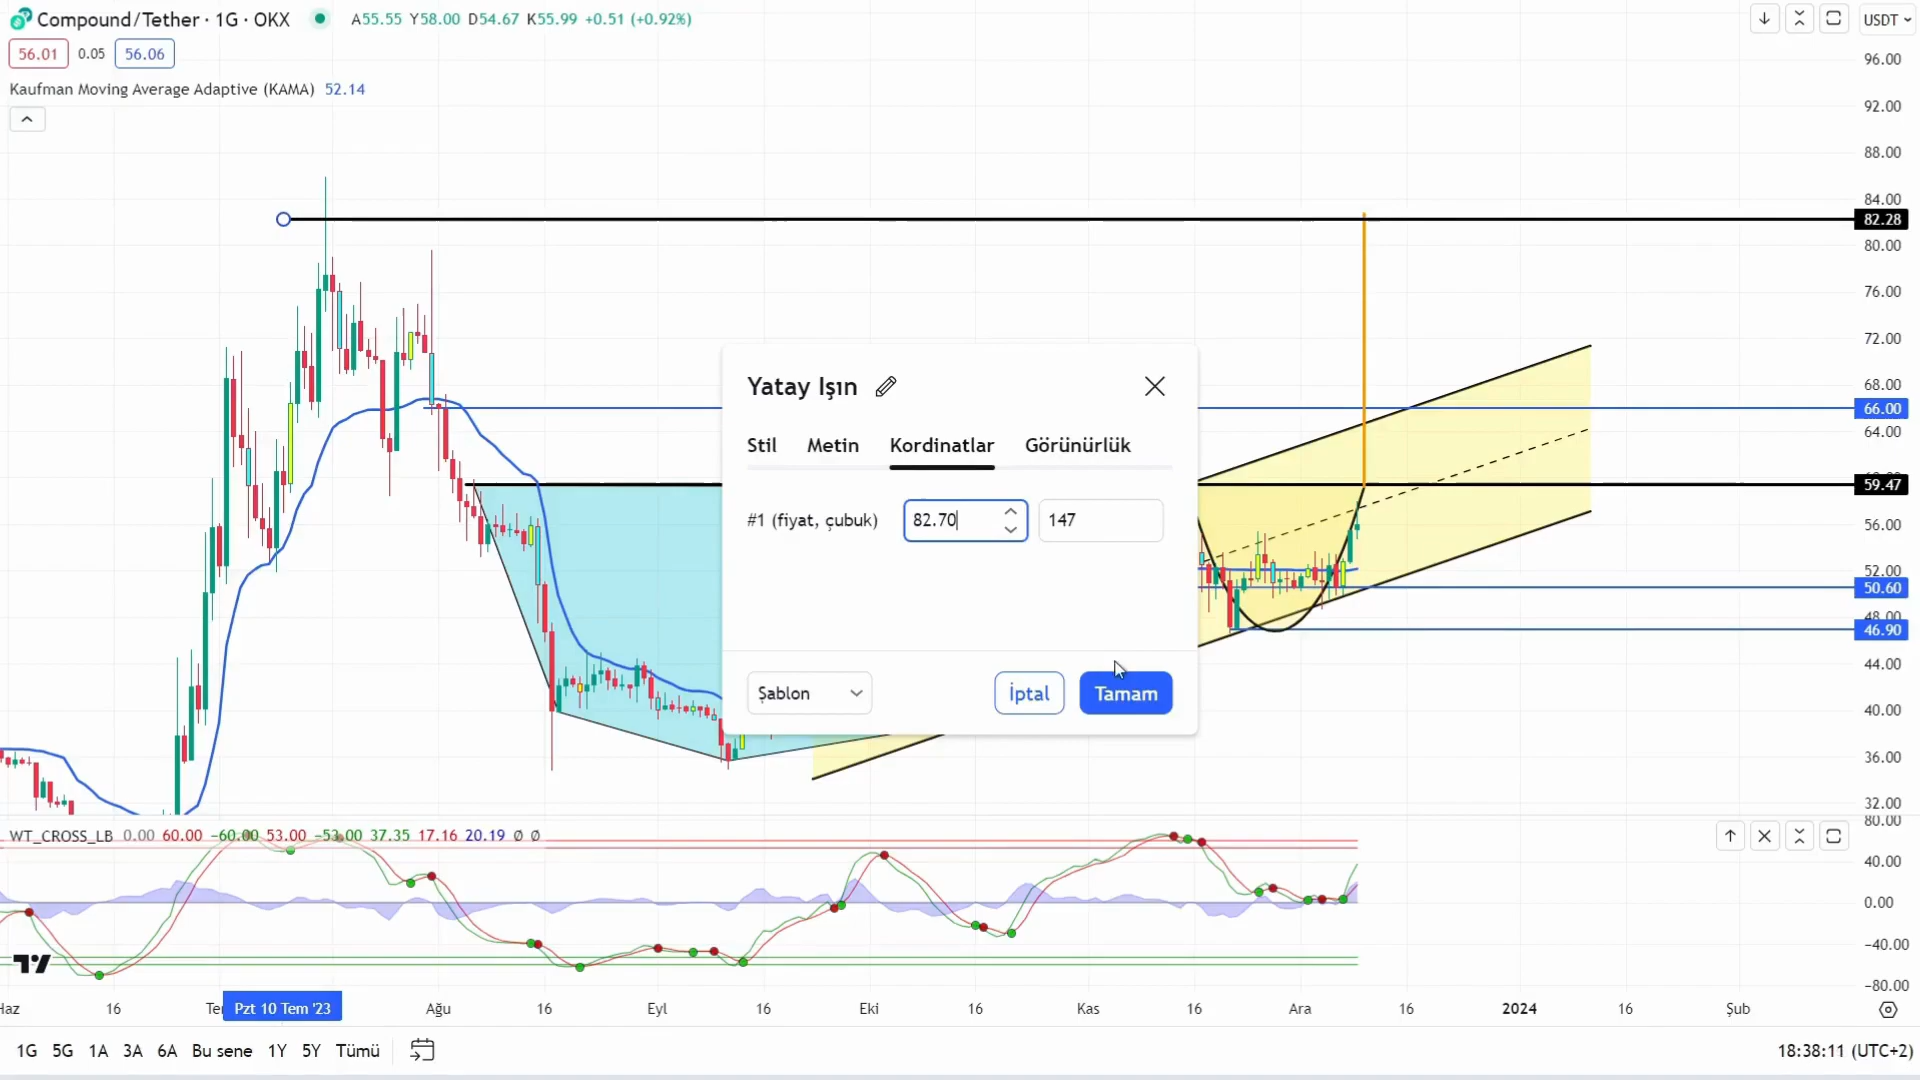 Compound/Tether · 1G · OKX A55.55 Y58.00 D54.67 K55.99 +0.51 (+0.92%)
USDT
56.01 0.05 56.06
Kaufman Moving Average Adaptive (KAMA) 52.14
96.00
92.00
88.00
84.00
82.28
80.00
76.00
72.00
68.00
66.00
64.00
59.47
56.00
52.00
50.60
48.00
46.90
44.00
40.00
36.00
32.00
Yatay Işın
Stil Metin Kordinatlar Görünürlük
#1 (fiyat, çubuk) 82.70 147
Şablon İptal Tamam
WT_CROSS_LB 0.00 60.00 −60.00 53.00 −53.00 37.35 17.16 20.19 ∅ ∅
80.00
40.00
0.00
−40.00
−80.00
Haz 16 Pzt 10 Tem '23 Ağu 16 Eyl 16 Eki 16 Kas 16 Ara 16 2024 16 Şub
1G 5G 1A 3A 6A Bu sene 1Y 5Y Tümü
18:38:11 (UTC+2)